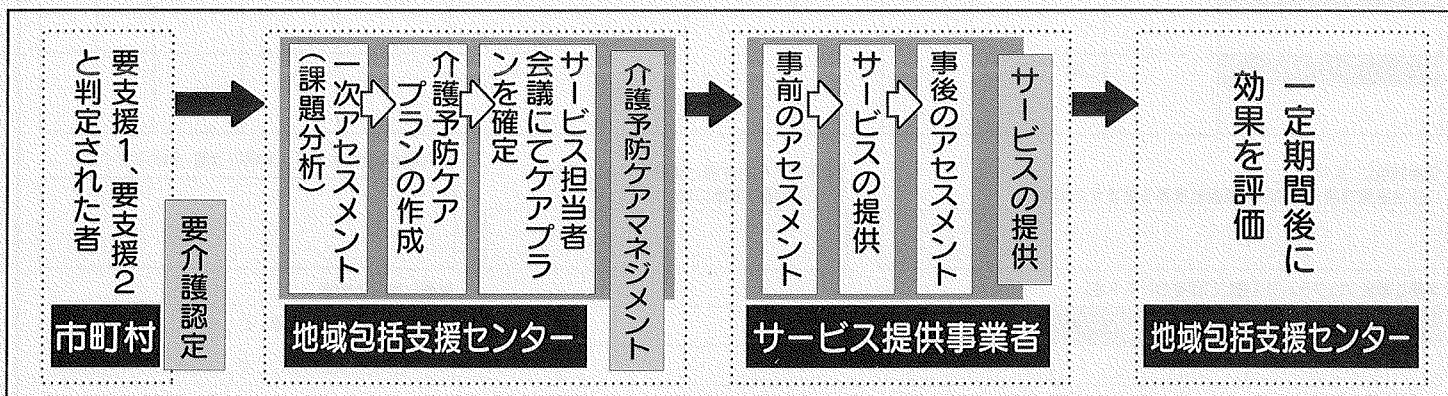 要支援1、要支援2
と判定された者
市町村
要介護認定
一次アセスメント
（課題分析）
介護予防ケア
プランの作成
サービス担当者
会議にてケアプラ
ンを確定
介護予防ケアマネジメント
地域包括支援センター
事前のアセスメント
サービスの提供
事後のアセスメント
サービスの提供
サービス提供事業者
一定期間後に
効果を評価
地域包括支援センター